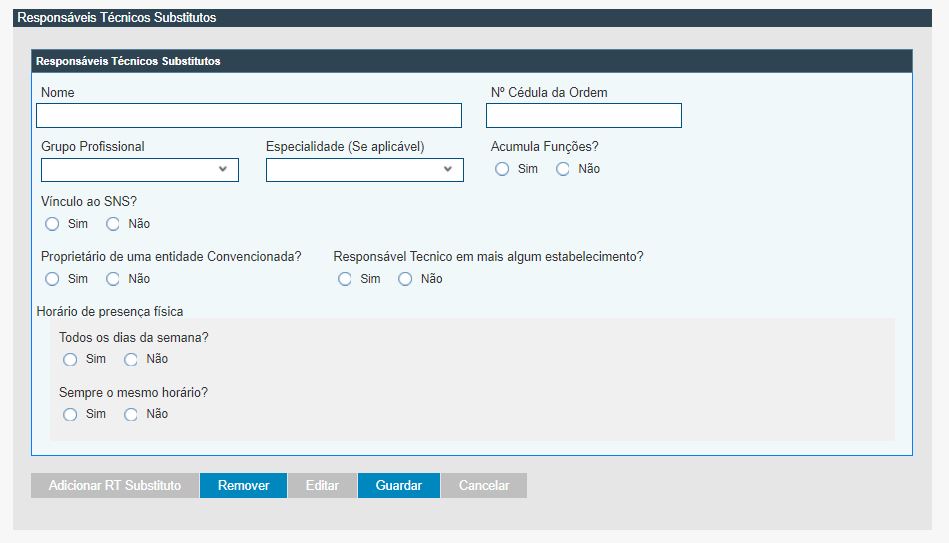 Responsáveis Técnicos Substitutos
Responsáveis Técnicos Substitutos
Nome
Nº Cédula da Ordem
Grupo Profissional
Especialidade (Se aplicável)
Acumula Funções?
Sim
Não
Vínculo ao SNS?
Sim
Não
Proprietário de uma entidade Convencionada?
Responsável Tecnico em mais algum estabelecimento?
Sim
Não
Sim
Não
Horário de presença física
Todos os dias da semana?
Sim
Não
Sempre o mesmo horário?
Sim
Não
Adicionar RT Substituto
Remover
Editar
Guardar
Cancelar